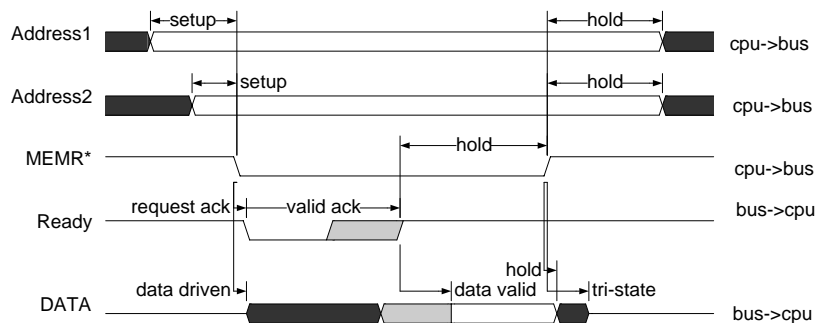 setup
hold
Address1
cpu->bus
setup
hold
Address2
cpu->bus
hold
MEMR*
cpu->bus
request ack
valid ack
bus->cpu
Ready
hold
data driven
data valid
tri-state
DATA
bus->cpu